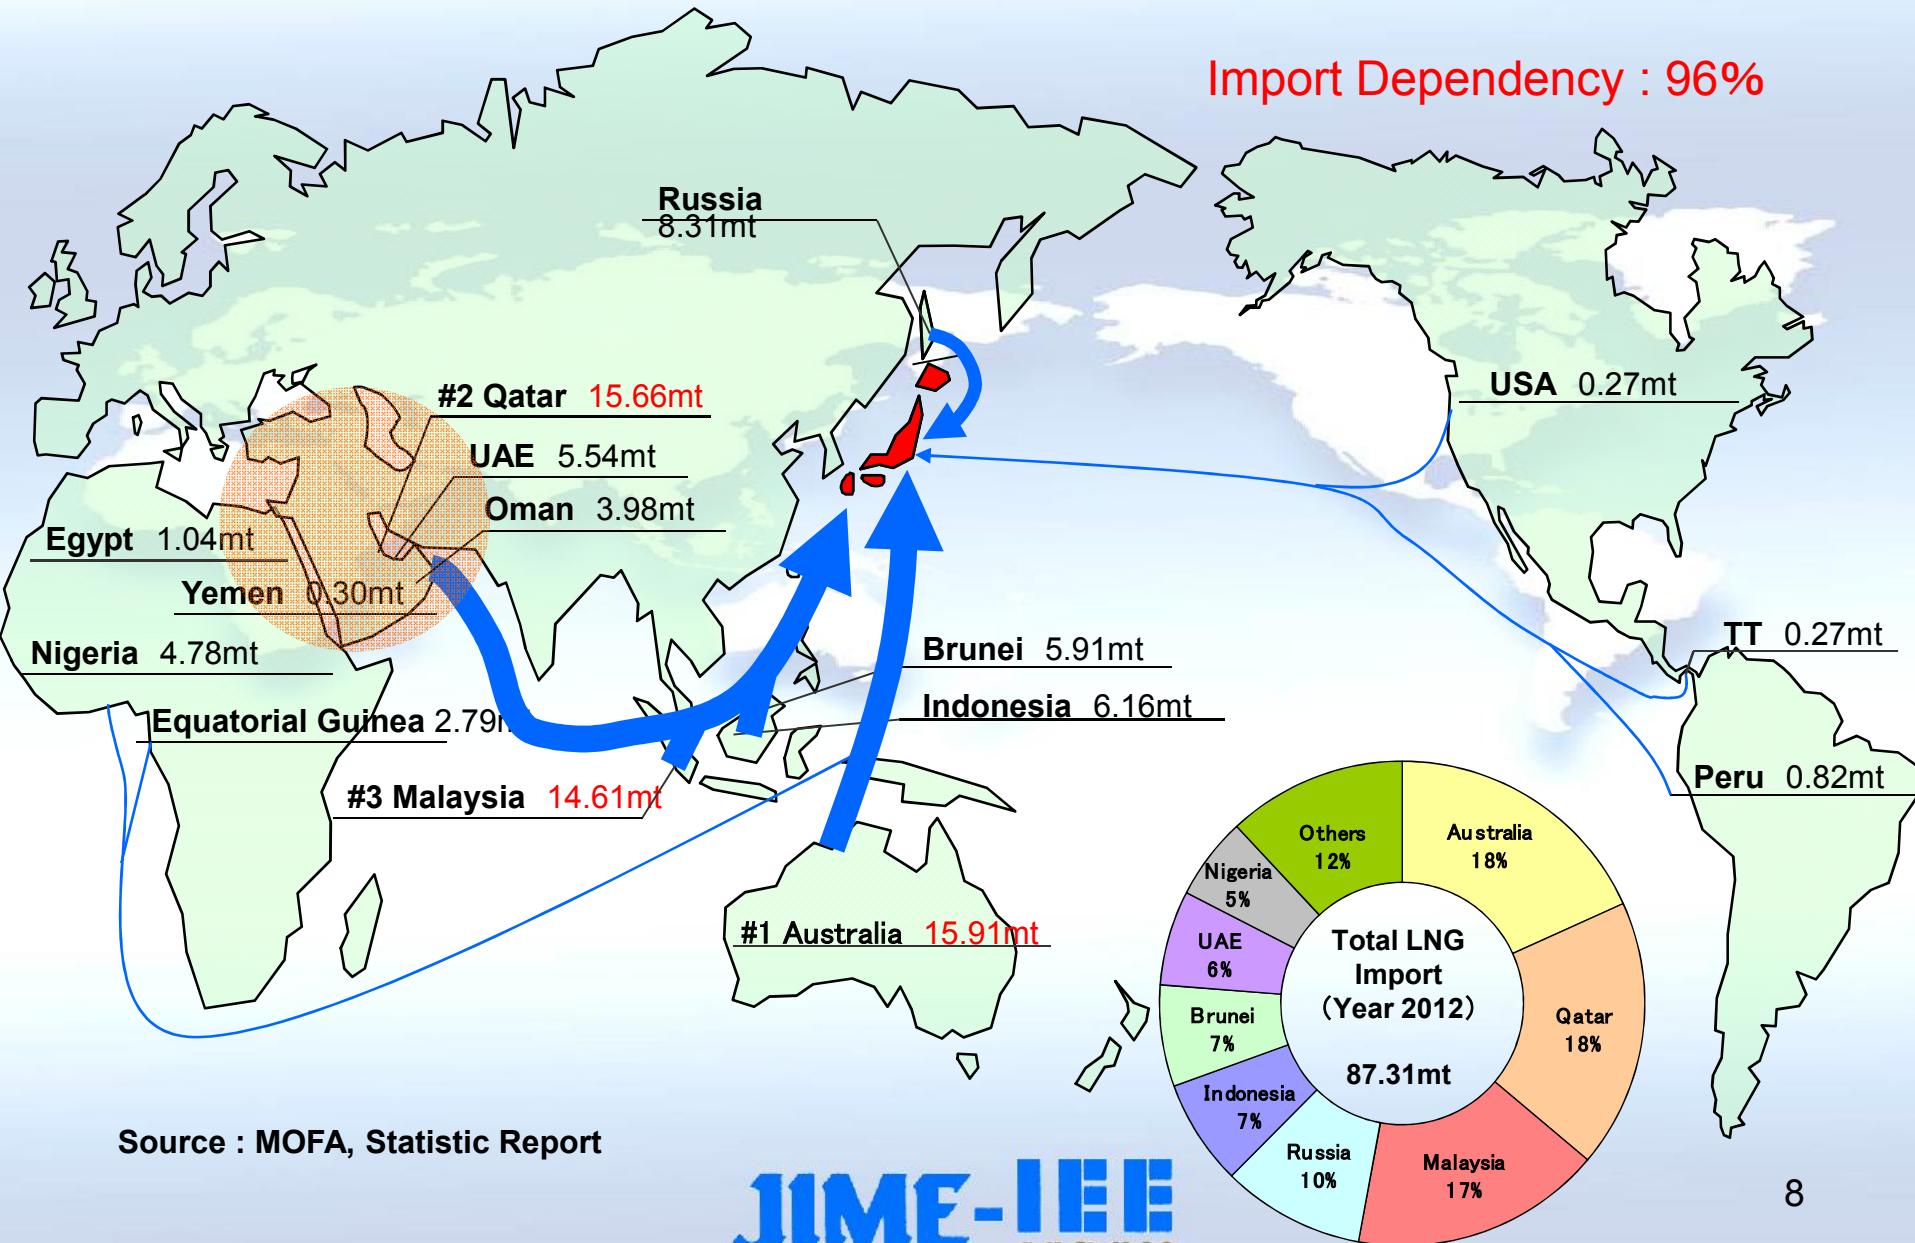 Import Dependency : 96%
Russia
8.31mt
#2 Qatar 15.66mt
UAE 5.54mt
Oman 3.98mt
USA 0.27mt
Egypt 1.04mt
Yemen 0.30mt
Nigeria 4.78mt
Equatorial Guinea 2.79m
#3 Malaysia 14.61mt
Brunei 5.91mt
Indonesia 6.16mt
TT 0.27mt
Peru 0.82mt
#1 Australia 15.91mt
Others
12%
Australia
18%
Nigeria
5%
UAE
6%
Brunei
7%
Indonesia
7%
Russia
10%
Malaysia
17%
Qatar
18%
Total LNG
Import
（Year 2012）
87.31mt
Source : MOFA, Statistic Report
JIME-IEE
8